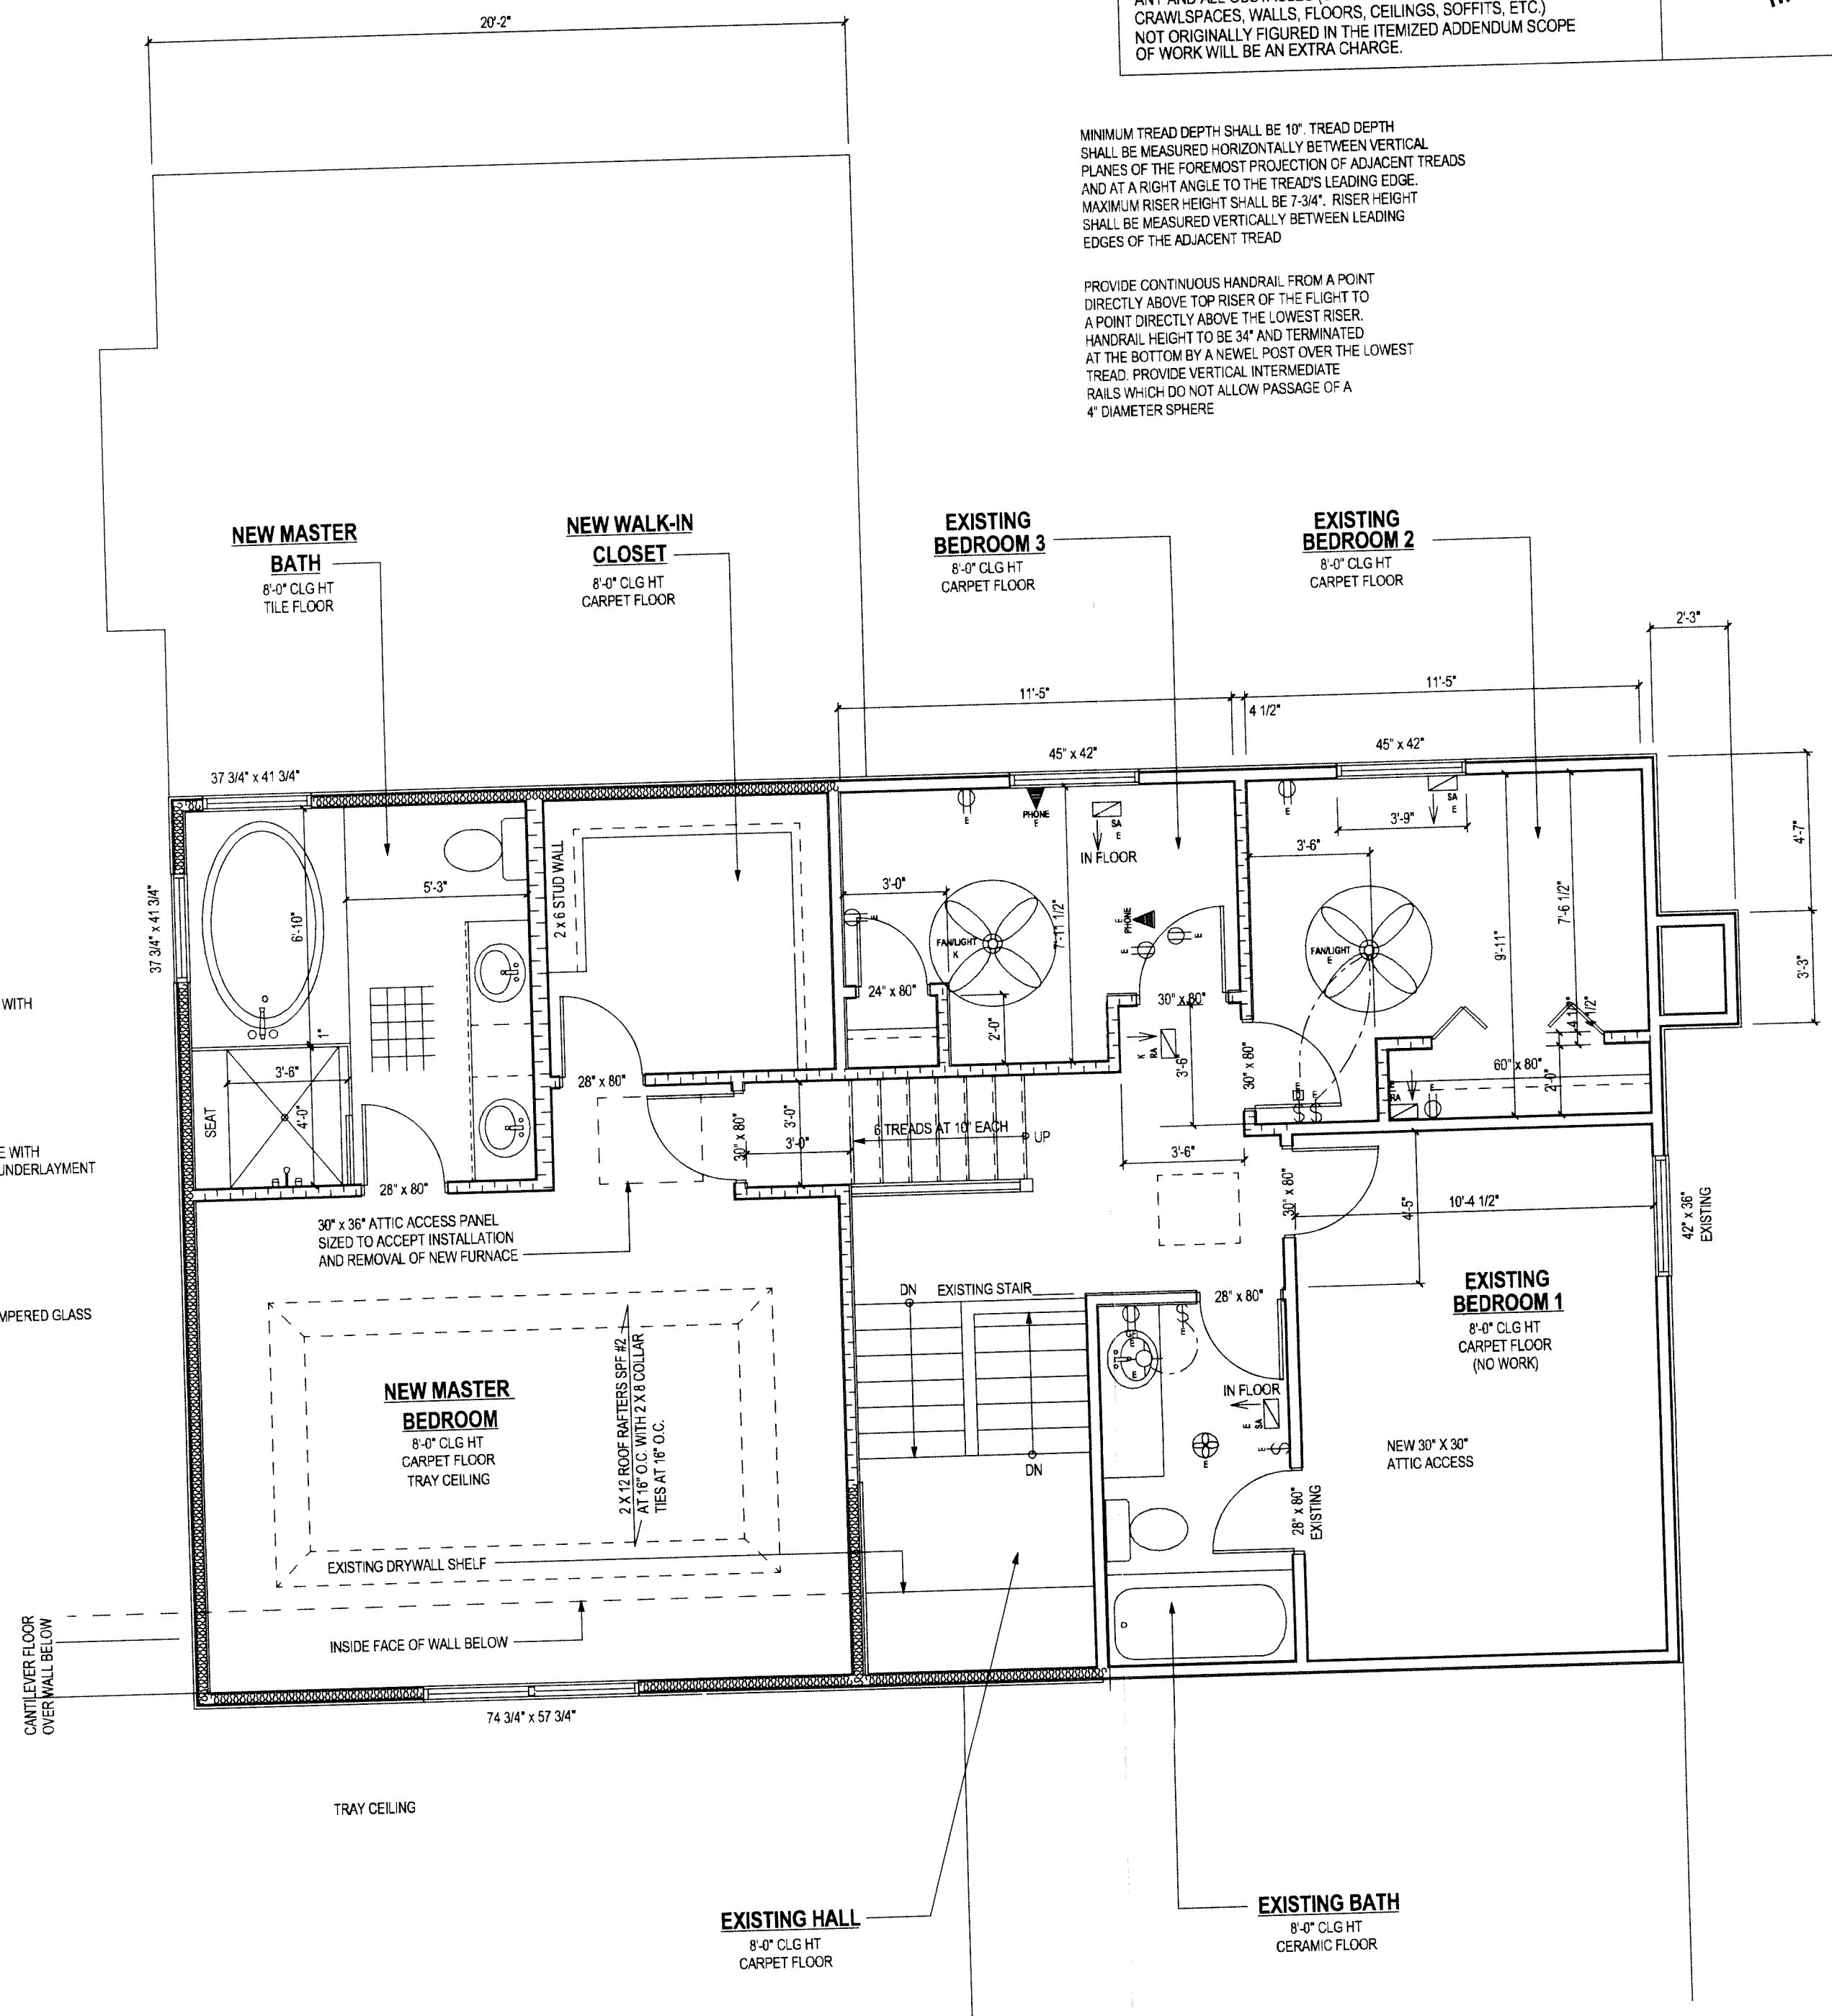 20'-2"
CRAWLSPACES, WALLS, FLOORS, CEILINGS, SOFFITS, ETC.)
NOT ORIGINALLY FIGURED IN THE ITEMIZED ADDENDUM SCOPE
OF WORK WILL BE AN EXTRA CHARGE.
MINIMUM TREAD DEPTH SHALL BE 10". TREAD DEPTH
SHALL BE MEASURED HORIZONTALLY BETWEEN VERTICAL
PLANES OF THE FOREMOST PROJECTION OF ADJACENT TREADS
AND AT A RIGHT ANGLE TO THE TREAD'S LEADING EDGE.
MAXIMUM RISER HEIGHT SHALL BE 7-3/4". RISER HEIGHT
SHALL BE MEASURED VERTICALLY BETWEEN LEADING
EDGES OF THE ADJACENT TREAD
PROVIDE CONTINUOUS HANDRAIL FROM A POINT
DIRECTLY ABOVE TOP RISER OF THE FLIGHT TO
A POINT DIRECTLY ABOVE THE LOWEST RISER.
HANDRAIL HEIGHT TO BE 34" AND TERMINATED
AT THE BOTTOM BY A NEWEL POST OVER THE LOWEST
TREAD. PROVIDE VERTICAL INTERMEDIATE
RAILS WHICH DO NOT ALLOW PASSAGE OF A
4" DIAMETER SPHERE
NEW MASTER
BATH
8'-0" CLG HT
TILE FLOOR
NEW WALK-IN
CLOSET
8'-0" CLG HT
CARPET FLOOR
EXISTING
BEDROOM 3
8'-0" CLG HT
CARPET FLOOR
EXISTING
BEDROOM 2
8'-0" CLG HT
CARPET FLOOR
2'-3"
11'-5"
4 1/2"
11'-5"
37 3/4" x 41 3/4"
45" x 42"
45" x 42"
37 3/4" x 41 3/4"
6'-10"
5'-3"
1"
2 x 6 STUD WALL
E
PHONE
E
SA
E
IN FLOOR
3'-0"
E
FAN/LIGHT
K
7'-11 1/2"
PHONE
E
E
E
24" x 80"
2'-0"
30" x 80"
K
RA
3'-6"
E
SA
E
3'-9"
3'-6"
FAN/LIGHT
E
9'-11"
7'-6 1/2"
4 1/2"
4 1/2"
4'-7"
3'-3"
60" x 80"
2'-0"
30" x 80"
E
E
RA
E
WITH
SEAT
3'-6"
4'-0"
28" x 80"
28" x 80"
30" x 80"
3'-0"
3'-0"
6 TREADS AT 10" EACH
UP
3'-6"
30" x 80"
4'-5"
10'-4 1/2"
42" x 36"
EXISTING
E WITH
UNDERLAYMENT
30" x 36" ATTIC ACCESS PANEL
SIZED TO ACCEPT INSTALLATION
AND REMOVAL OF NEW FURNACE
MPERED GLASS
DN
EXISTING STAIR
28" x 80"
DN
EXISTING
BEDROOM 1
8'-0" CLG HT
CARPET FLOOR
(NO WORK)
NEW MASTER
BEDROOM
8'-0" CLG HT
CARPET FLOOR
TRAY CEILING
2 X 12 ROOF RAFTERS SPF #2
AT 16" O.C. WITH 2 X 8 COLLAR
TIES AT 16" O.C.
E
E
IN FLOOR
E
SA
E
E
NEW 30" X 30"
ATTIC ACCESS
28" x 80"
EXISTING
EXISTING DRYWALL SHELF
INSIDE FACE OF WALL BELOW
CANTILEVER FLOOR
OVER WALL BELOW
74 3/4" x 57 3/4"
TRAY CEILING
EXISTING HALL
8'-0" CLG HT
CARPET FLOOR
EXISTING BATH
8'-0" CLG HT
CERAMIC FLOOR